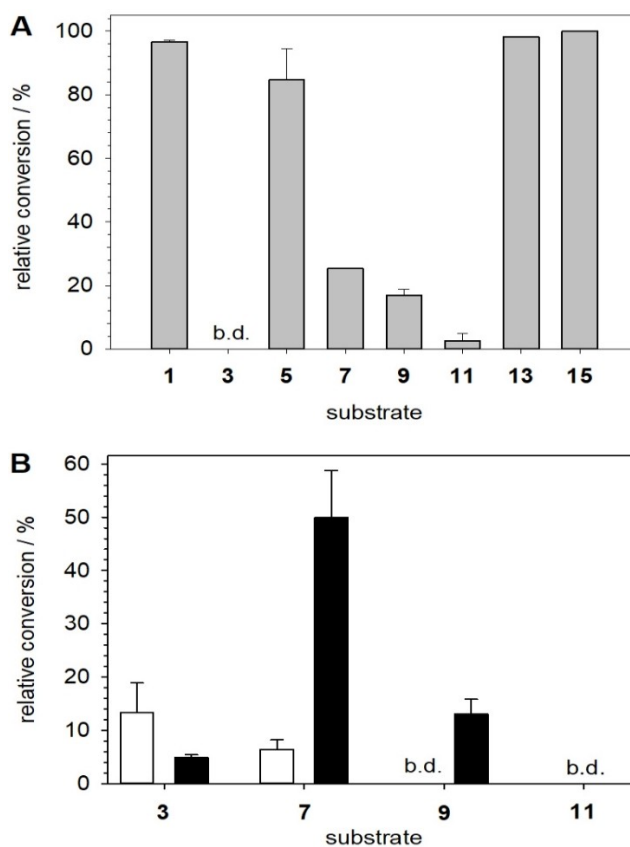 A
relative conversion / %
100
80
60
40
20
0
b.d.
1 3 5 7 9 11 13 15
substrate
B
relative conversion / %
60
50
40
30
20
10
0
b.d. b.d.
3 7 9 11
substrate